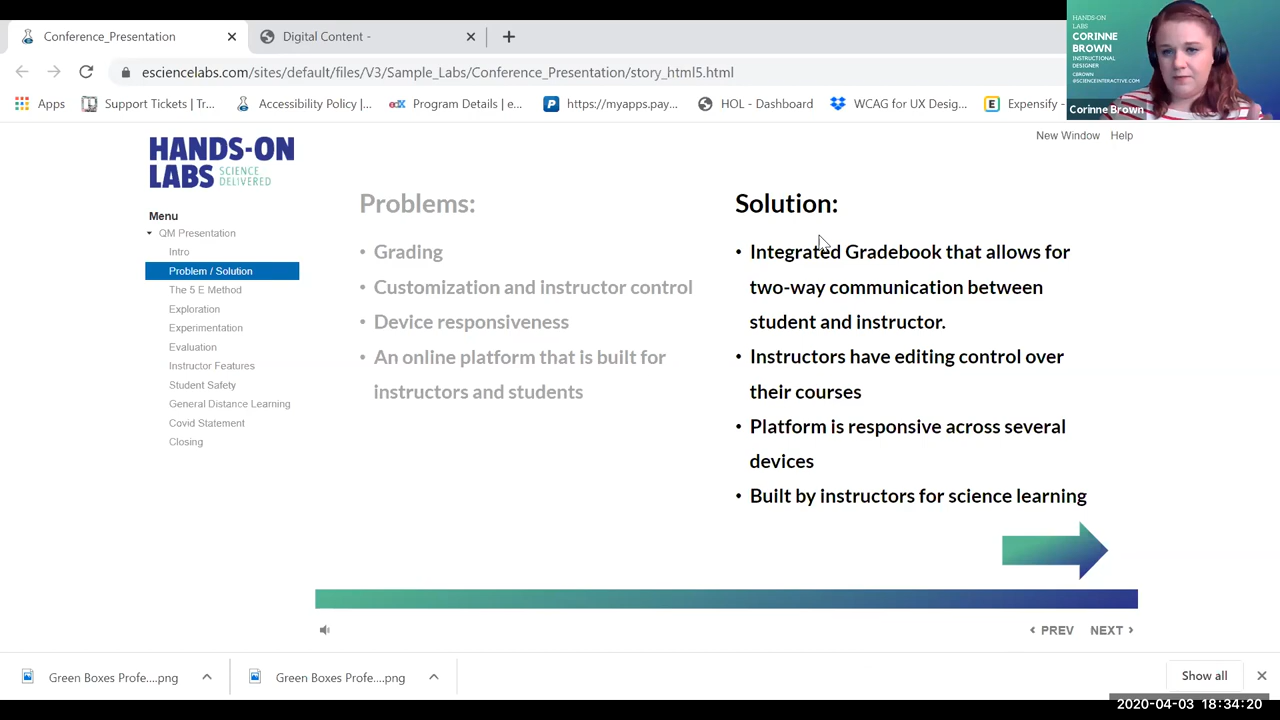 Conference_Presentation
Digital Content -
esciencelabs.com/sites/default/files/
ample_Labs/Conference_Presentation/story_html5.html
Apps
Support Tickets | Tr...
Accessibility Policy |...
edX
Program Details | e...
P
https://myapps.pay...
HOL - Dashboard
WCAG for UX Desig...
E
Expensify -
HANDS-ON
LABS
CORINNE
BROWN
INSTRUCTIONAL
DESIGNER
CBROWN
@SCIENCEINTERACTIVE.COM
Corinne Brown
New Window
Help
HANDS-ON
LABS SCIENCE
DELIVERED
Menu
QM Presentation
Intro
Problem / Solution
The 5 E Method
Exploration
Experimentation
Evaluation
Instructor Features
Student Safety
General Distance Learning
Covid Statement
Closing
Problems:
• Grading
• Customization and instructor control
• Device responsiveness
• An online platform that is built for
instructors and students
Solution:
• Integrated Gradebook that allows for
two-way communication between
student and instructor.
• Instructors have editing control over
their courses
• Platform is responsive across several
devices
• Built by instructors for science learning
PREV
NEXT
Green Boxes Profe....png
Green Boxes Profe....png
Show all
2020-04-03 18:34:20